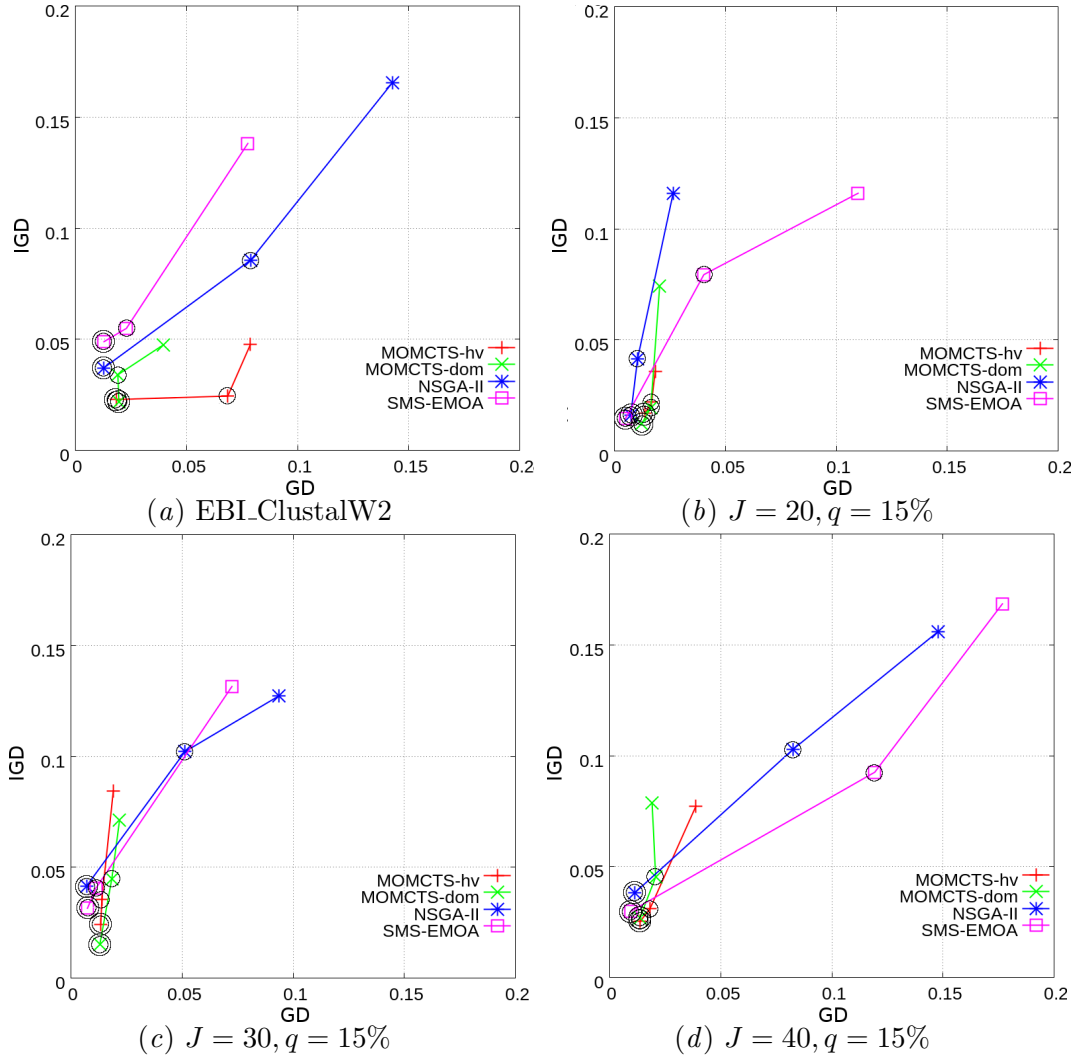 0.2
0.15
0.1
0.05
0
IGD
MOMCTS-hv
MOMCTS-dom
NSGA-II
SMS-EMOA
0 0.05 0.1 0.15 0.2
GD
(a) EBI_ClustalW2
0.2
0.15
0.1
0.05
0
IGD
MOMCTS-hv
MOMCTS-dom
NSGA-II
SMS-EMOA
0 0.05 0.1 0.15 0.2
GD
(b) J = 20, q = 15%
0.2
0.15
0.1
0.05
0
IGD
MOMCTS-hv
MOMCTS-dom
NSGA-II
SMS-EMOA
0 0.05 0.1 0.15 0.2
GD
(c) J = 30, q = 15%
0.2
0.15
0.1
0.05
0
IGD
MOMCTS-hv
MOMCTS-dom
NSGA-II
SMS-EMOA
0 0.05 0.1 0.15 0.2
GD
(d) J = 40, q = 15%